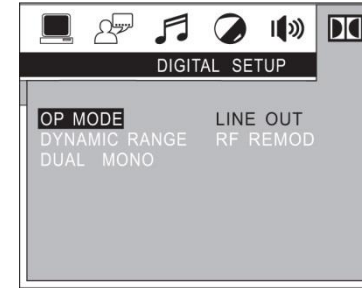 DIGITAL SETUP
OP MODE LINE OUT
DYNAMIC RANGE RF REMOD
DUAL MONO